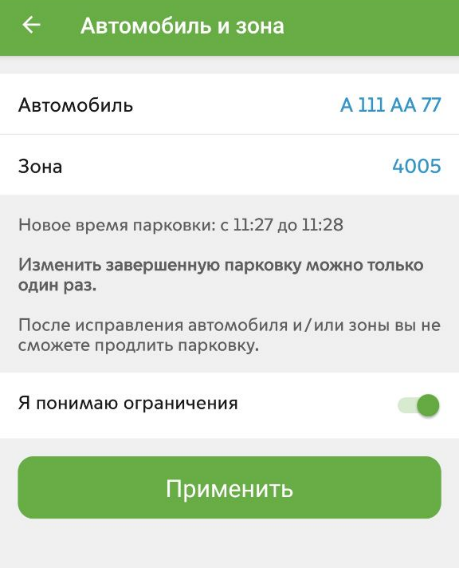 Автомобиль и зона
Автомобиль А 111 АА 77
Зона 4005
Новое время парковки: с 11:27 до 11:28
Изменить завершенную парковку можно только
один раз.
После исправления автомобиля и/или зоны вы не
сможете продлить парковку.
Я понимаю ограничения
Применить